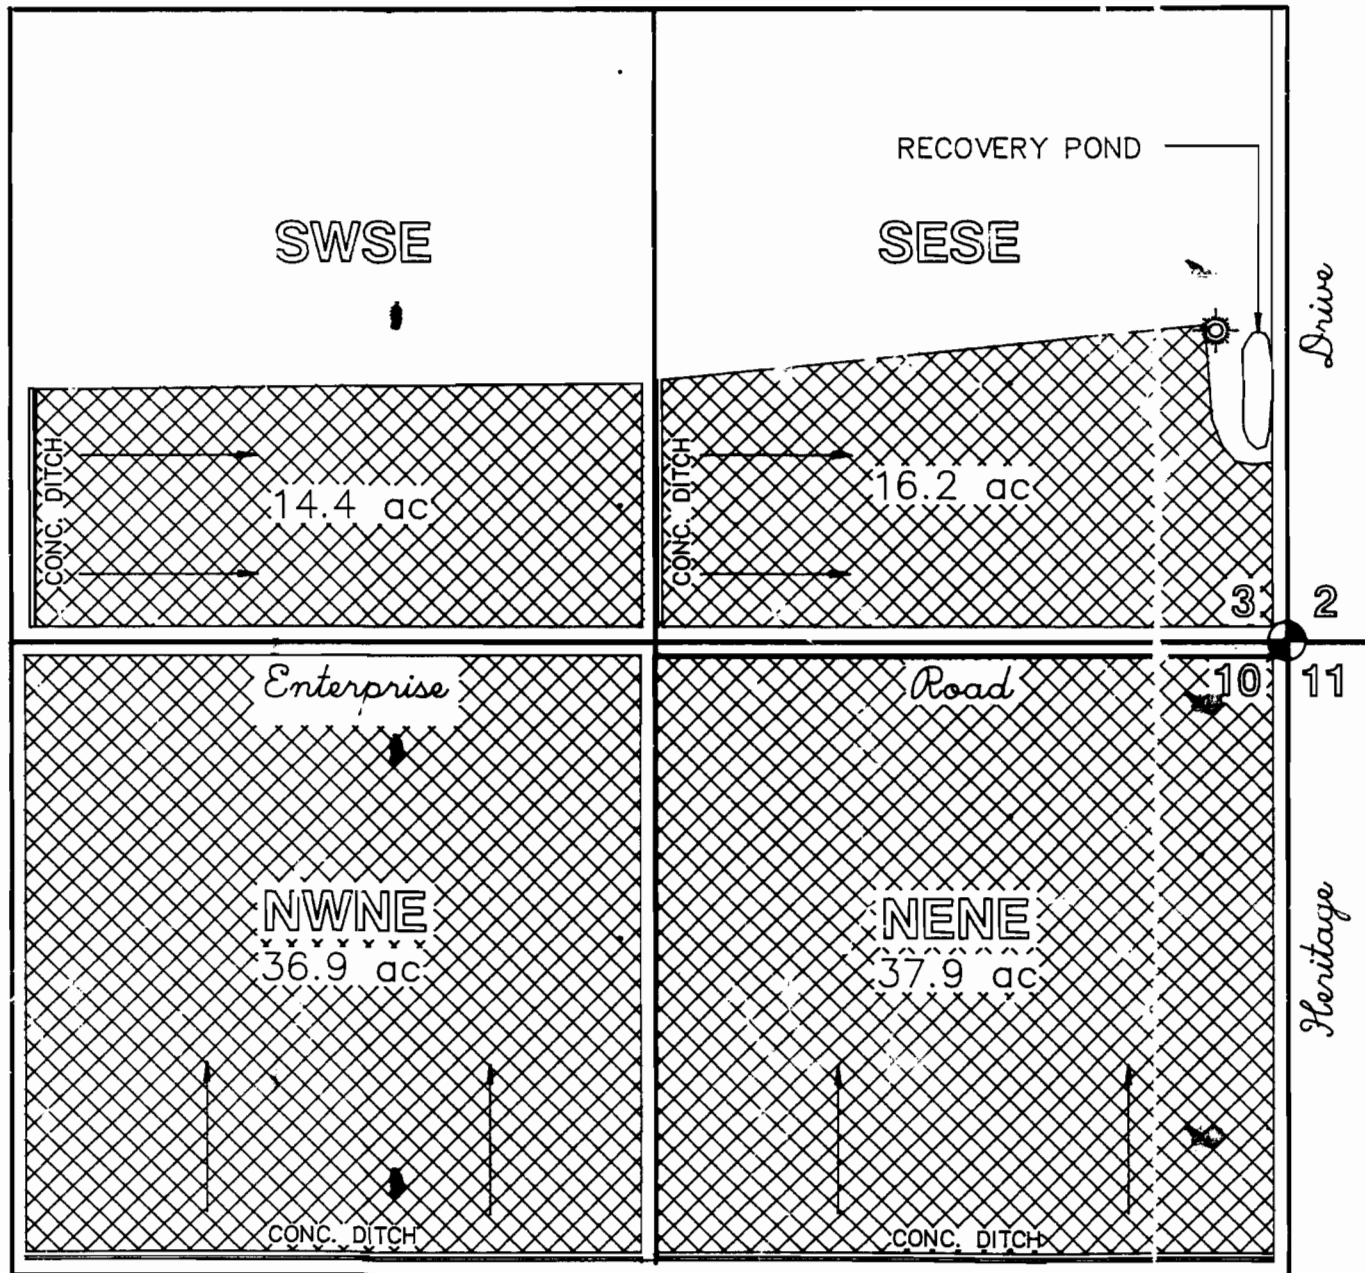 RECOVERY POND
SWSE
SESE
Drive
CONC. DITCH
14.4 ac
CONC. DITCH
16.2 ac
3 2
10 11
Enterprise
Road
NWNE
36.9 ac
NENE
37.9 ac
Heritage
CONC. DITCH
CONC. DITCH